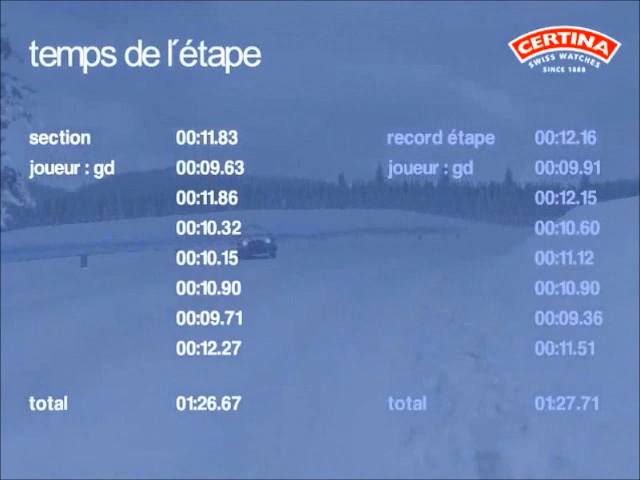 temps de l´étape
CERTINA
SWISS WATCHES
SINCE 1888
section 00:11.83 record étape 00:12.16
joueur : gd 00:09.63 joueur : gd 00:09.91
00:11.86 00:12.15
00:10.32 00:10.60
00:10.15 00:11.12
00:10.90 00:10.90
00:09.71 00:09.36
00:12.27 00:11.51
total 01:26.67 total 01:27.71